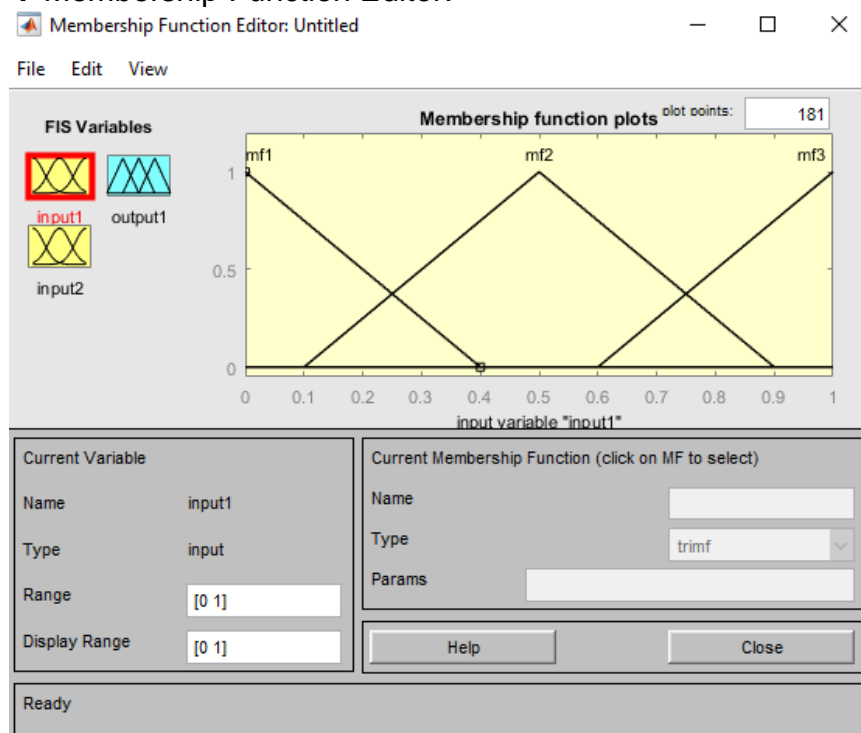 Membership Function Editor:
Membership Function Editor: Untitled
File Edit View
FIS Variables
input1
output1
input2
Membership function plots
plot points:
181
mf1
mf2
mf3
1
0.5
0
0 0.1 0.2 0.3 0.4 0.5 0.6 0.7 0.8 0.9 1
input variable "input1"
Current Variable
Name input1
Type input
Range [0 1]
Display Range [0 1]
Current Membership Function (click on MF to select)
Name
Type trimf
Params
Help Close
Ready